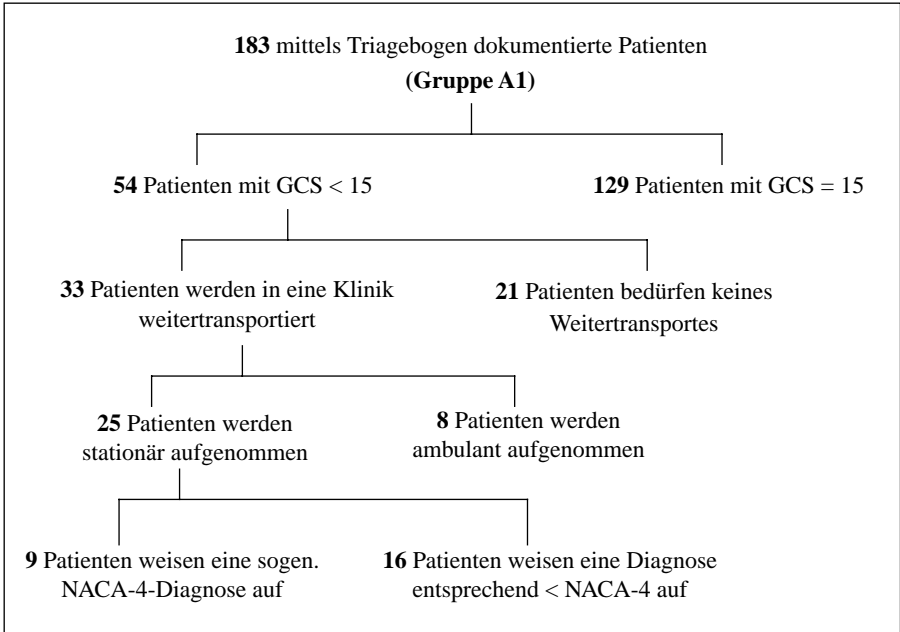 183 mittels Triagebogen dokumentierte Patienten
(Gruppe A1)
54 Patienten mit GCS < 15
129 Patienten mit GCS = 15
33 Patienten werden in eine Klinik
weitertransportiert
21 Patienten bedürfen keines
Weitertransportes
25 Patienten werden
stationär aufgenommen
8 Patienten werden
ambulant aufgenommen
9 Patienten weisen eine sogen.
NACA-4-Diagnose auf
16 Patienten weisen eine Diagnose
entsprechend < NACA-4 auf